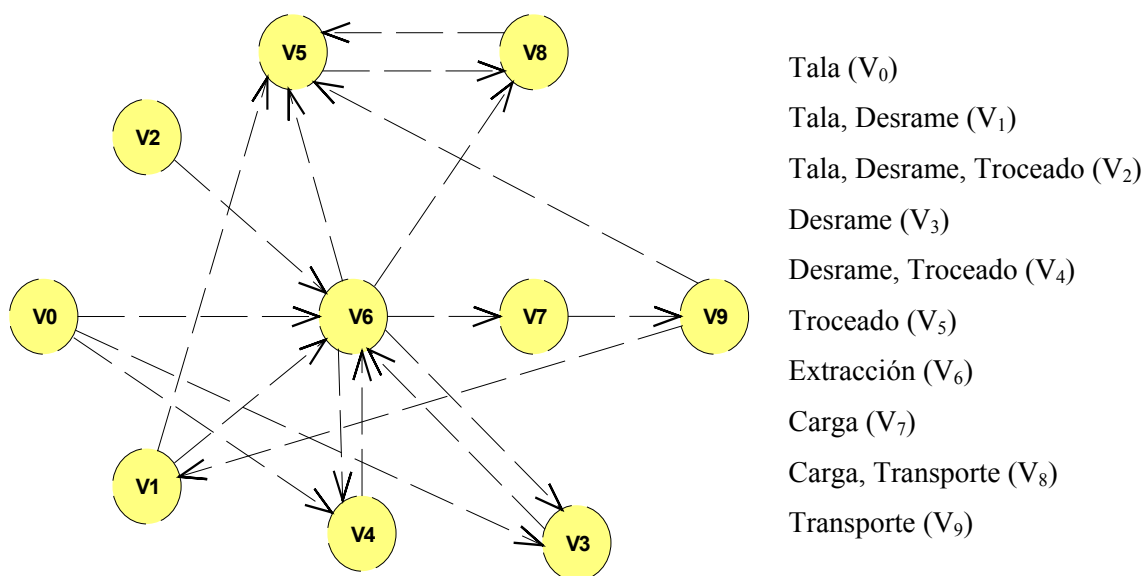 V5
V8
V2
V0
V6
V7
V9
V1
V4
V3
Tala (V₀)
Tala, Desrame (V₁)
Tala, Desrame, Troceado (V₂)
Desrame (V₃)
Desrame, Troceado (V₄)
Troceado (V₅)
Extracción (V₆)
Carga (V₇)
Carga, Transporte (V₈)
Transporte (V₉)